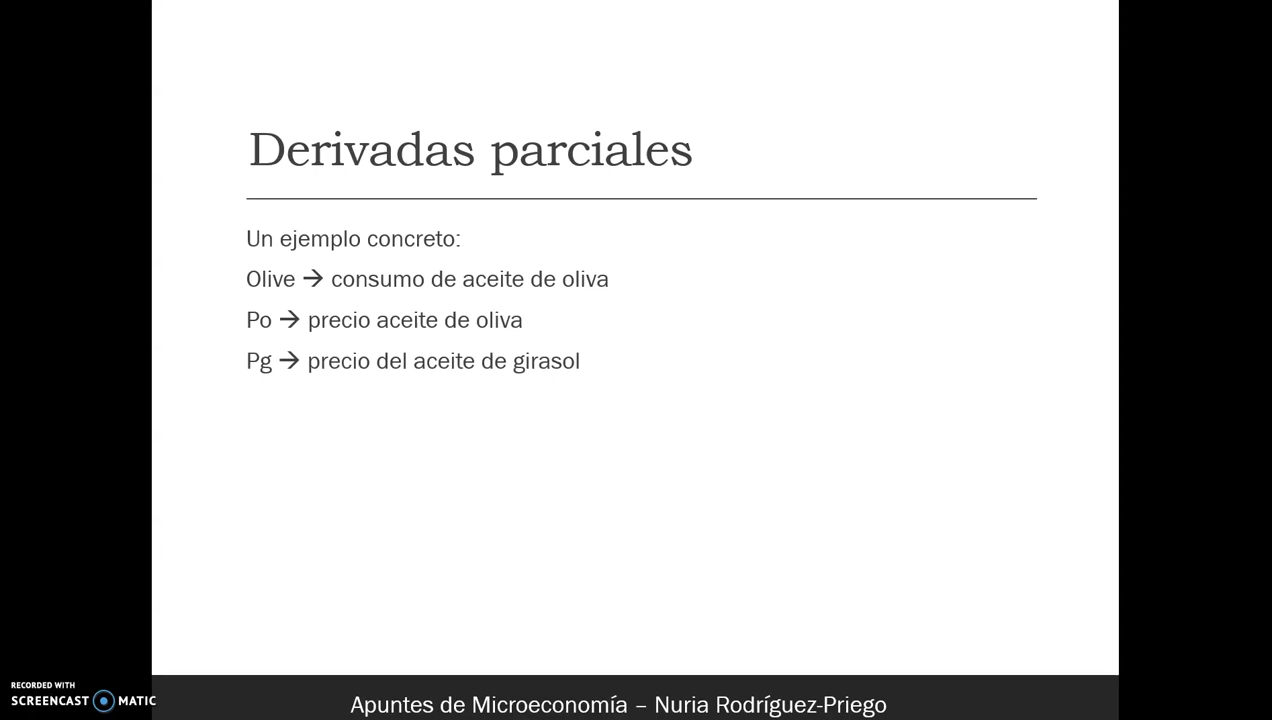 Derivadas parciales
Un ejemplo concreto:
Olive → consumo de aceite de oliva
Po → precio aceite de oliva
Pg → precio del aceite de girasol
RECORDED WITH
SCREENCAST MATIC
Apuntes de Microeconomía – Nuria Rodríguez-Priego